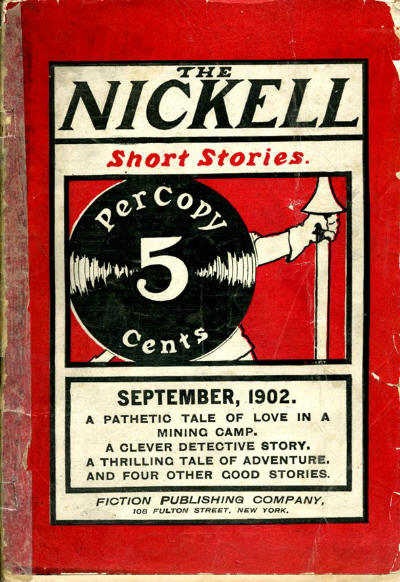 THE
NICKELL
Short Stories.
Per Copy
5
Cents
SEPTEMBER, 1902.
A PATHETIC TALE OF LOVE IN A
MINING CAMP.
A CLEVER DETECTIVE STORY.
A THRILLING TALE OF ADVENTURE.
AND FOUR OTHER GOOD STORIES.
FICTION PUBLISHING COMPANY,
108 FULTON STREET, NEW YORK.